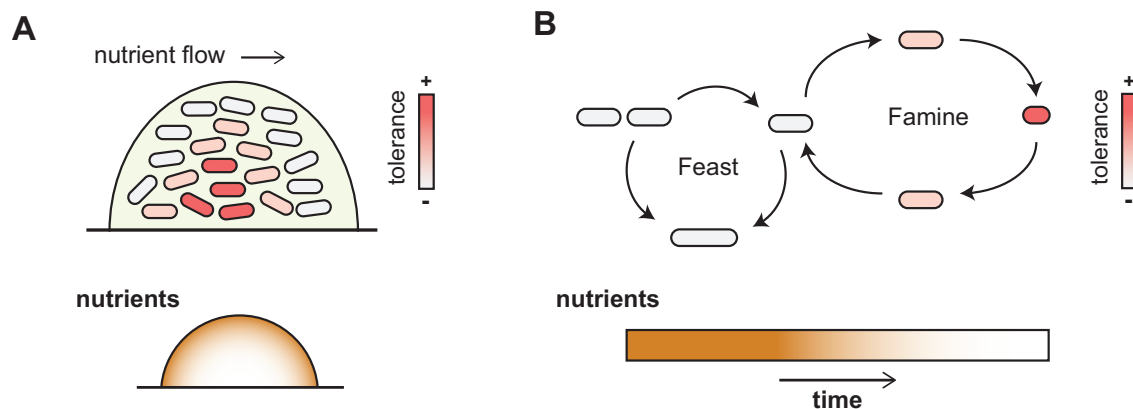 A
nutrient flow
+
tolerance
-
nutrients
B
Feast
Famine
+
tolerance
-
nutrients
time